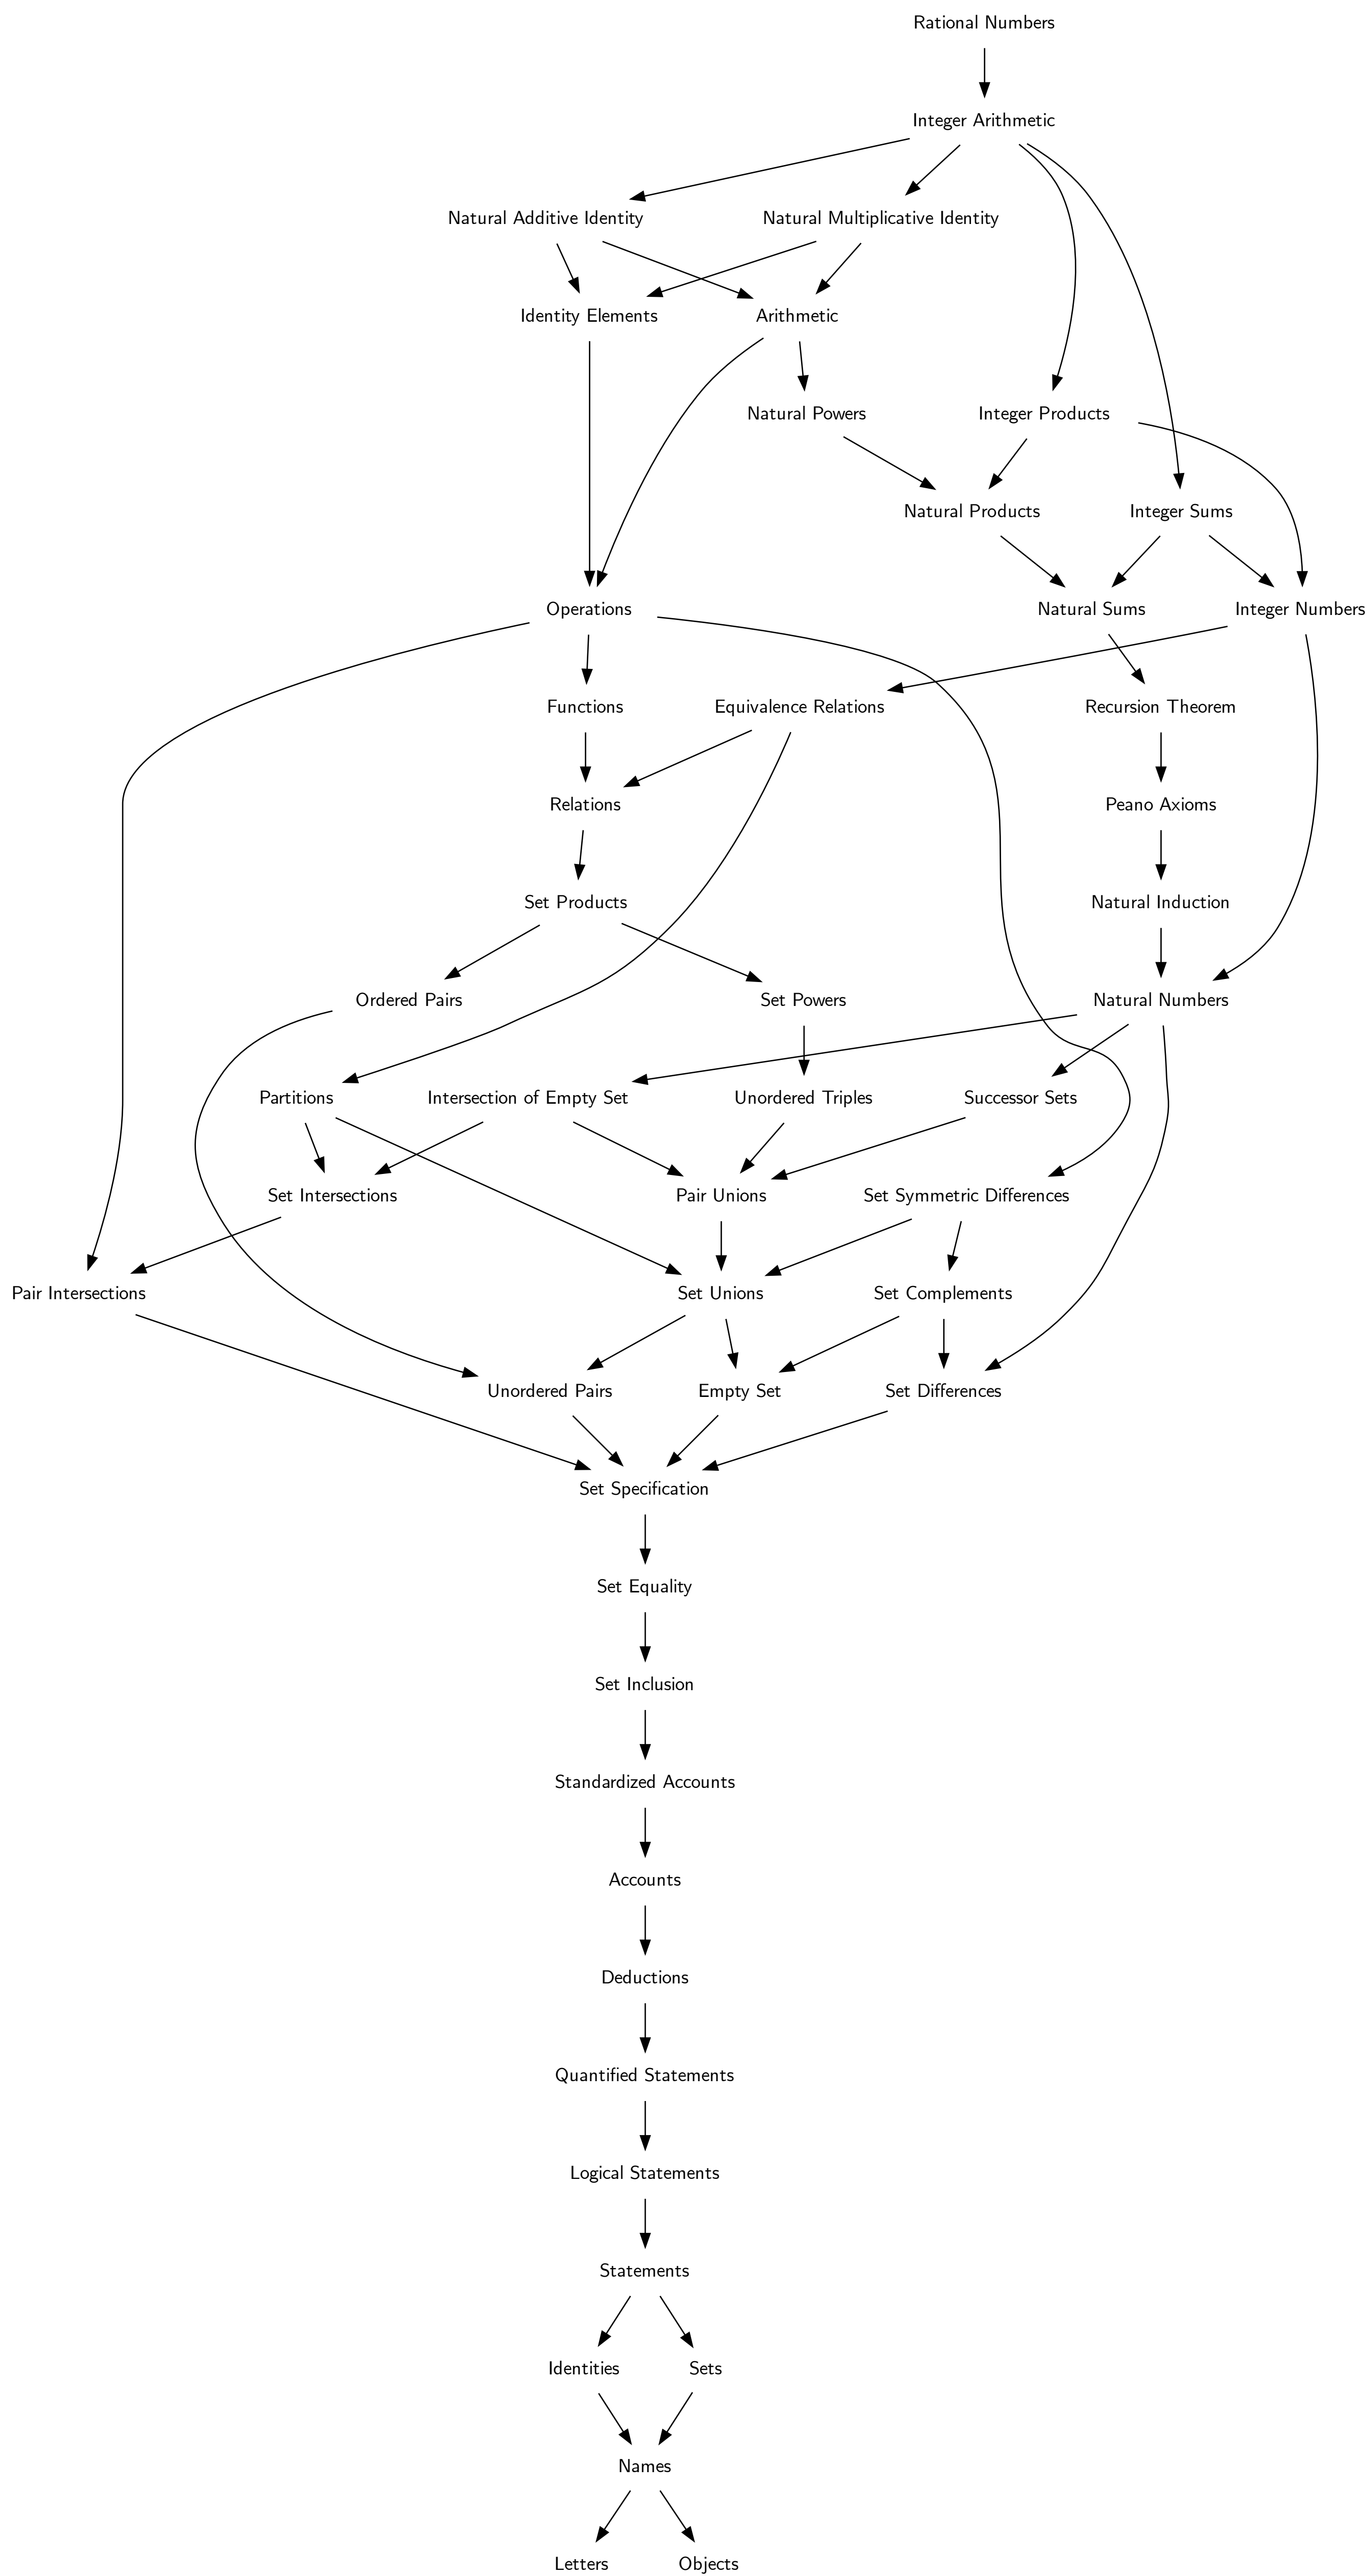 Rational Numbers
Integer Arithmetic
Natural Additive Identity
Natural Multiplicative Identity
Identity Elements
Arithmetic
Natural Powers
Integer Products
Natural Products
Integer Sums
Operations
Natural Sums
Integer Numbers
Functions
Equivalence Relations
Recursion Theorem
Relations
Peano Axioms
Set Products
Natural Induction
Ordered Pairs
Set Powers
Natural Numbers
Partitions
Intersection of Empty Set
Unordered Triples
Successor Sets
Set Intersections
Pair Unions
Set Symmetric Differences
Pair Intersections
Set Unions
Set Complements
Unordered Pairs
Empty Set
Set Differences
Set Specification
Set Equality
Set Inclusion
Standardized Accounts
Accounts
Deductions
Quantified Statements
Logical Statements
Statements
Identities
Sets
Names
Letters
Objects